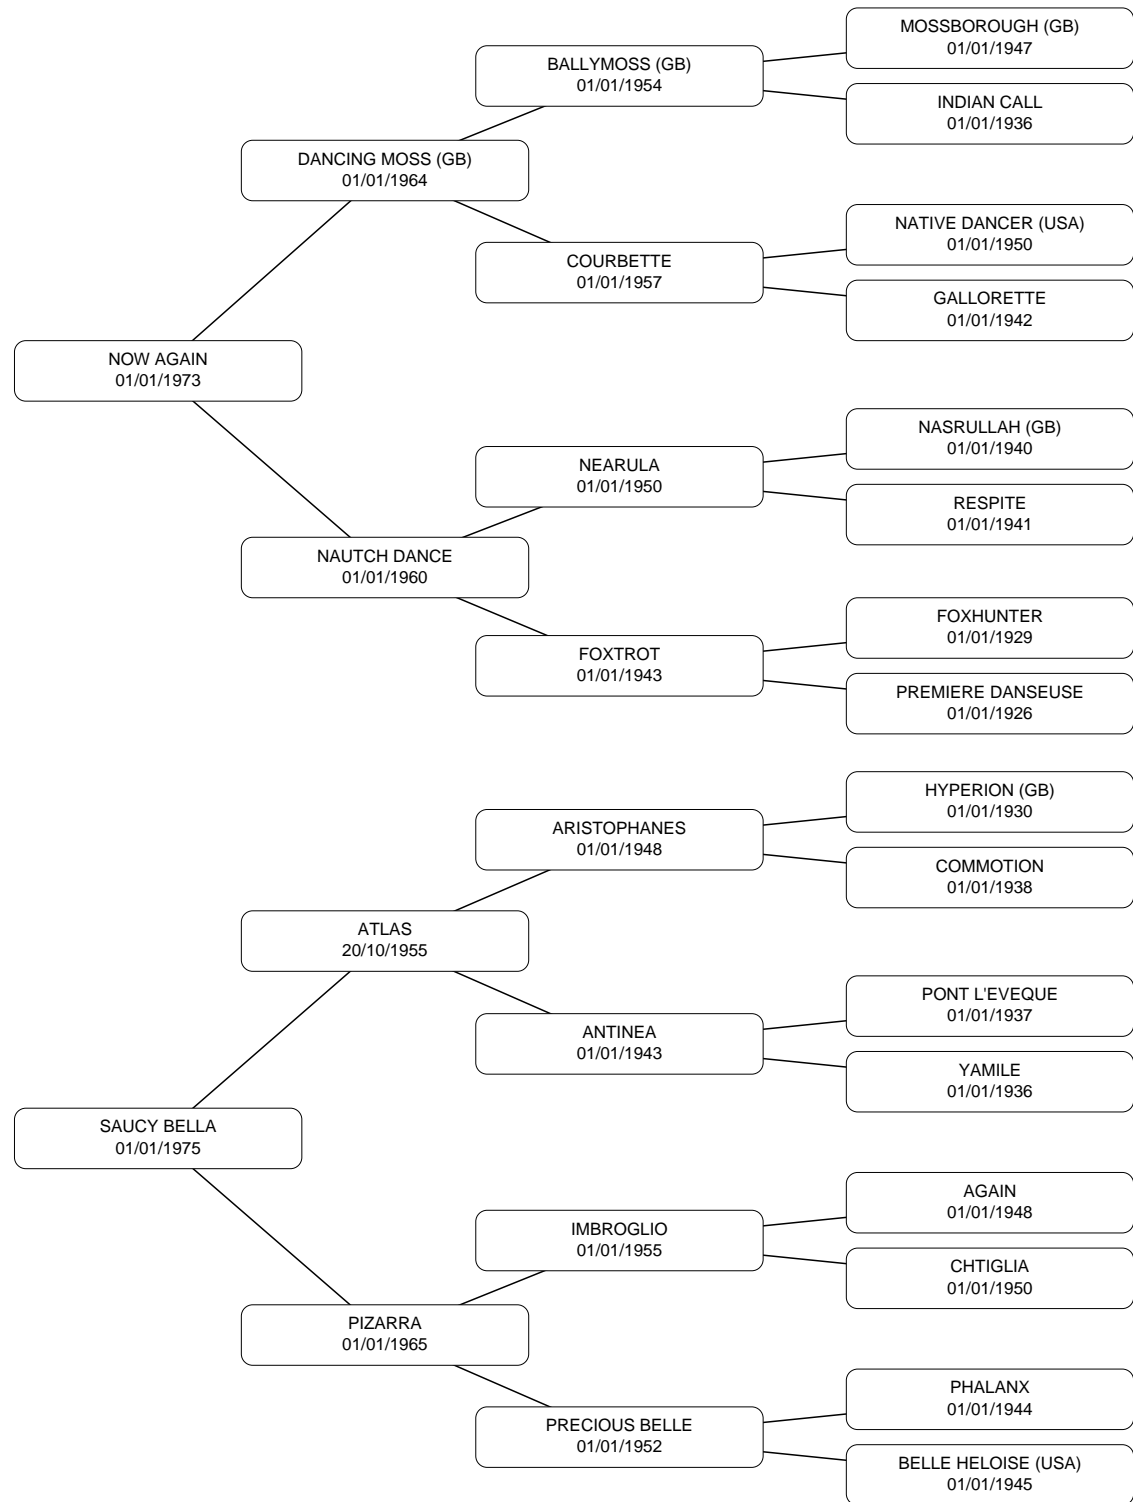 MOSSBOROUGH (GB)
01/01/1947
BALLYMOSS (GB)
01/01/1954
INDIAN CALL
01/01/1936
DANCING MOSS (GB)
01/01/1964
NATIVE DANCER (USA)
01/01/1950
COURBETTE
01/01/1957
GALLORETTE
01/01/1942
NOW AGAIN
01/01/1973
NASRULLAH (GB)
01/01/1940
NEARULA
01/01/1950
RESPITE
01/01/1941
NAUTCH DANCE
01/01/1960
FOXHUNTER
01/01/1929
FOXTROT
01/01/1943
PREMIERE DANSEUSE
01/01/1926
HYPERION (GB)
01/01/1930
ARISTOPHANES
01/01/1948
COMMOTION
01/01/1938
ATLAS
20/10/1955
PONT L'EVEQUE
01/01/1937
ANTINEA
01/01/1943
YAMILE
01/01/1936
SAUCY BELLA
01/01/1975
AGAIN
01/01/1948
IMBROGLIO
01/01/1955
CHTIGLIA
01/01/1950
PIZARRA
01/01/1965
PHALANX
01/01/1944
PRECIOUS BELLE
01/01/1952
BELLE HELOISE (USA)
01/01/1945